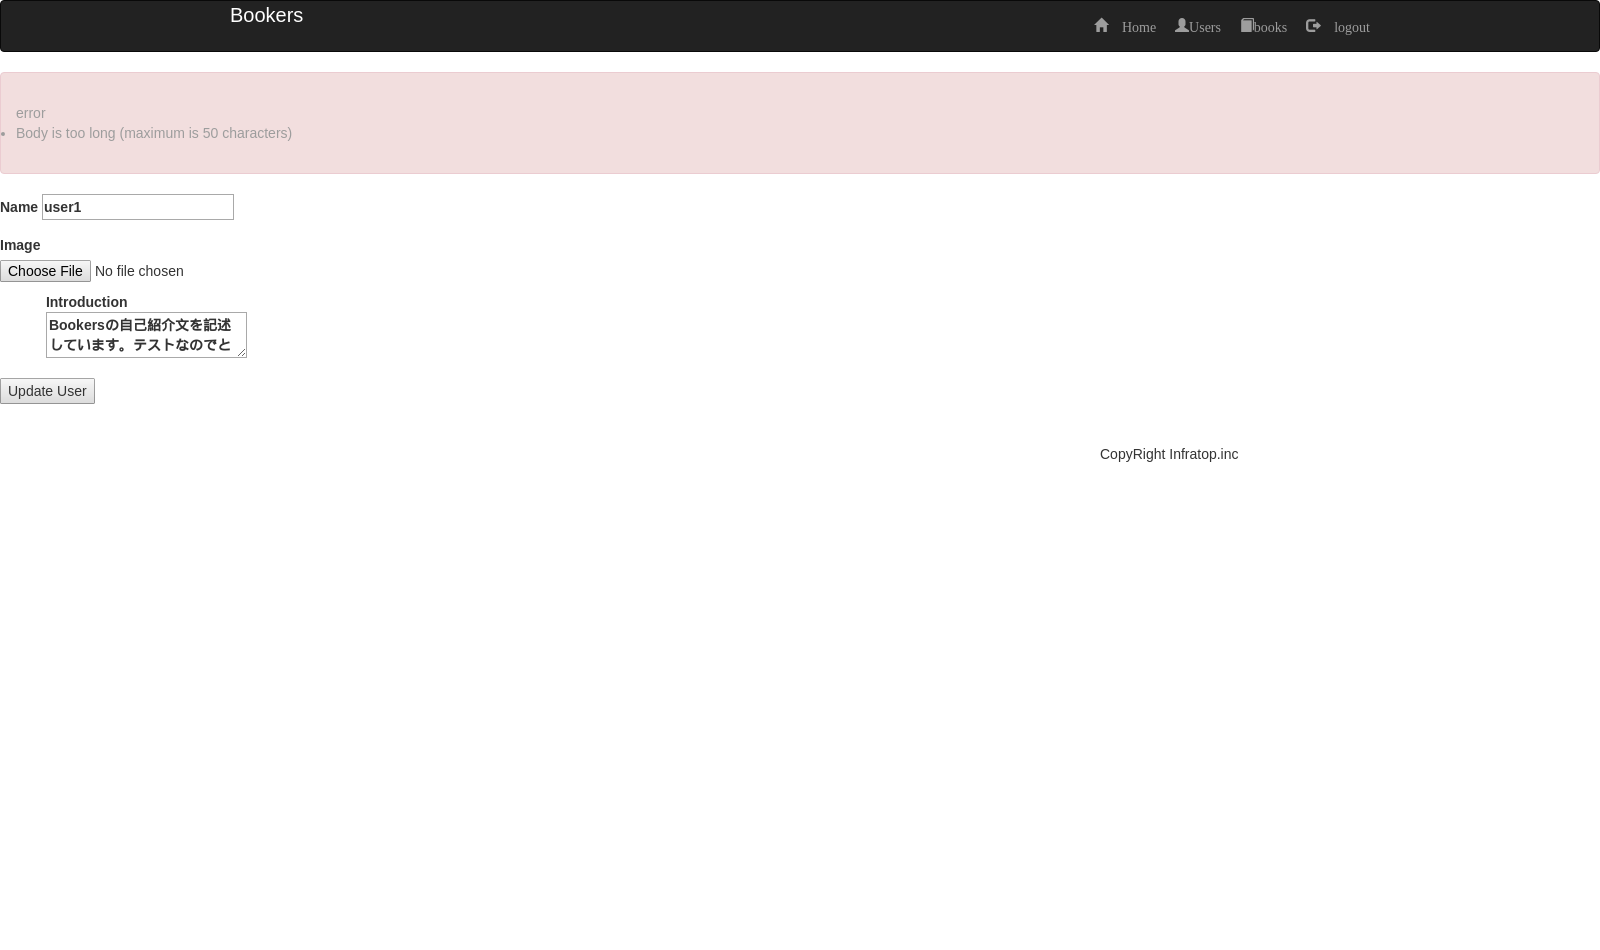 Bookers
Home Users books logout
error
Body is too long (maximum is 50 characters)
Name user1
Image
Choose File No file chosen
Introduction
Bookersの自己紹介文を記述
しています。テストなのでと
Update User
CopyRight Infratop.inc